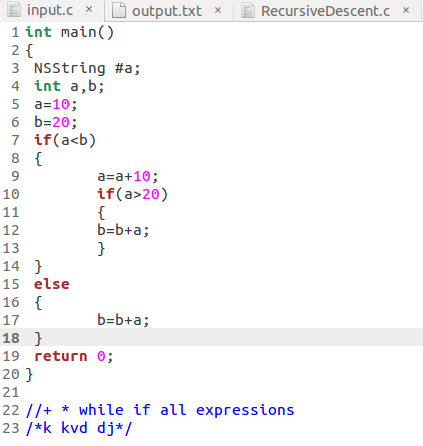 input.c × output.txt × RecursiveDescent.c ×
1 int main()
2 {
3 NSString #a;
4 int a,b;
5 a=10;
6 b=20;
7 if(a<b)
8 {
9 a=a+10;
10 if(a>20)
11 {
12 b=b+a;
13 }
14 }
15 else
16 {
17 b=b+a;
18 }
19 return 0;
20 }
21
22 //+ * while if all expressions
23 /*k kvd dj*/